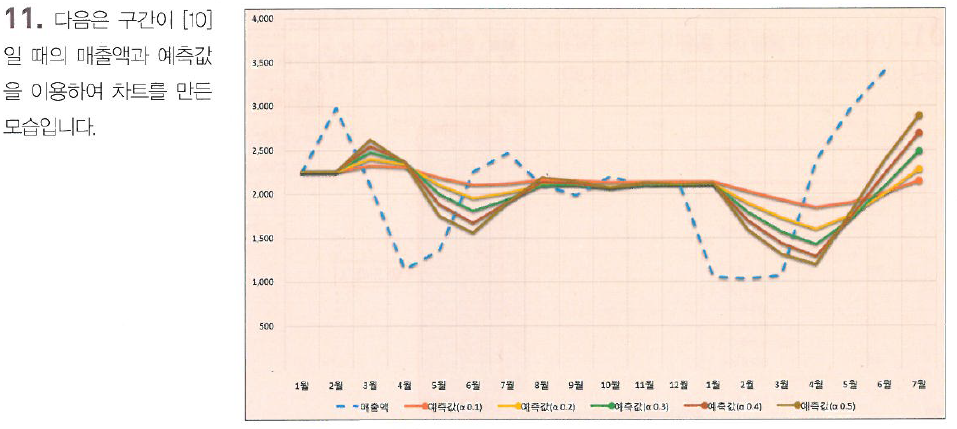 11. 다음은 구간이 [10]
일 때의 매출액과 예측값
을 이용하여 차트를 만든
모습입니다.
4,000
3,500
3,000
2,500
2,000
1,500
1,000
500
-
1월 2월 3월 4월 5월 6월 7월 8월 9월 10월 11월 12월 1월 2월 3월 4월 5월 6월 7월
매출액 예측값(α 0.1) 예측값(α 0.2) 예측값(α 0.3) 예측값(α 0.4) 예측값(α 0.5)